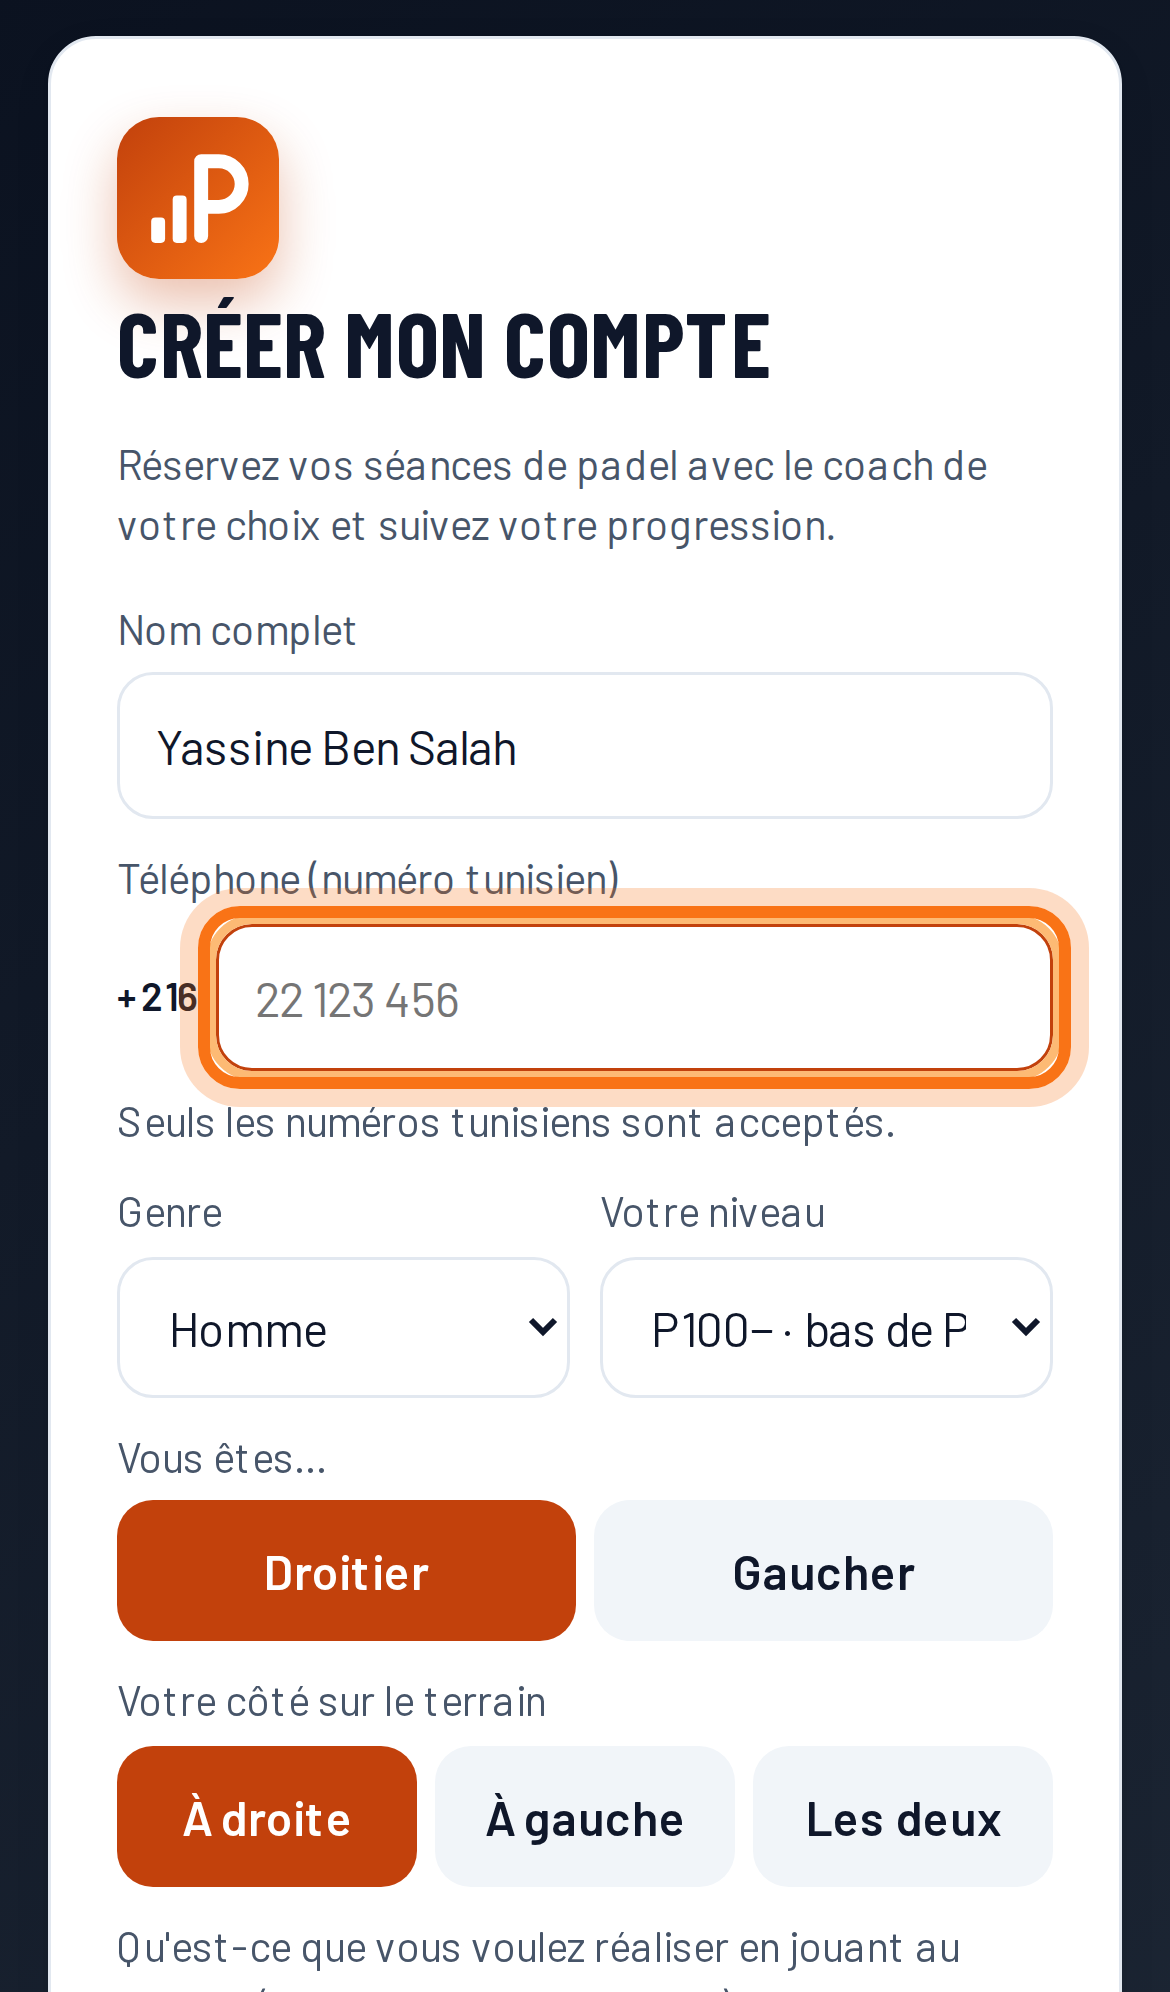 P
CRÉER MON COMPTE
Réservez vos séances de padel avec le coach de
votre choix et suivez votre progression.
Nom complet
Yassine Ben Salah
Téléphone (numéro tunisien)
+216 22 123 456
Seuls les numéros tunisiens sont acceptés.
Genre Votre niveau
Homme P100– · bas de P
Vous êtes...
Droitier Gaucher
Votre côté sur le terrain
À droite À gauche Les deux
Qu'est-ce que vous voulez réaliser en jouant au